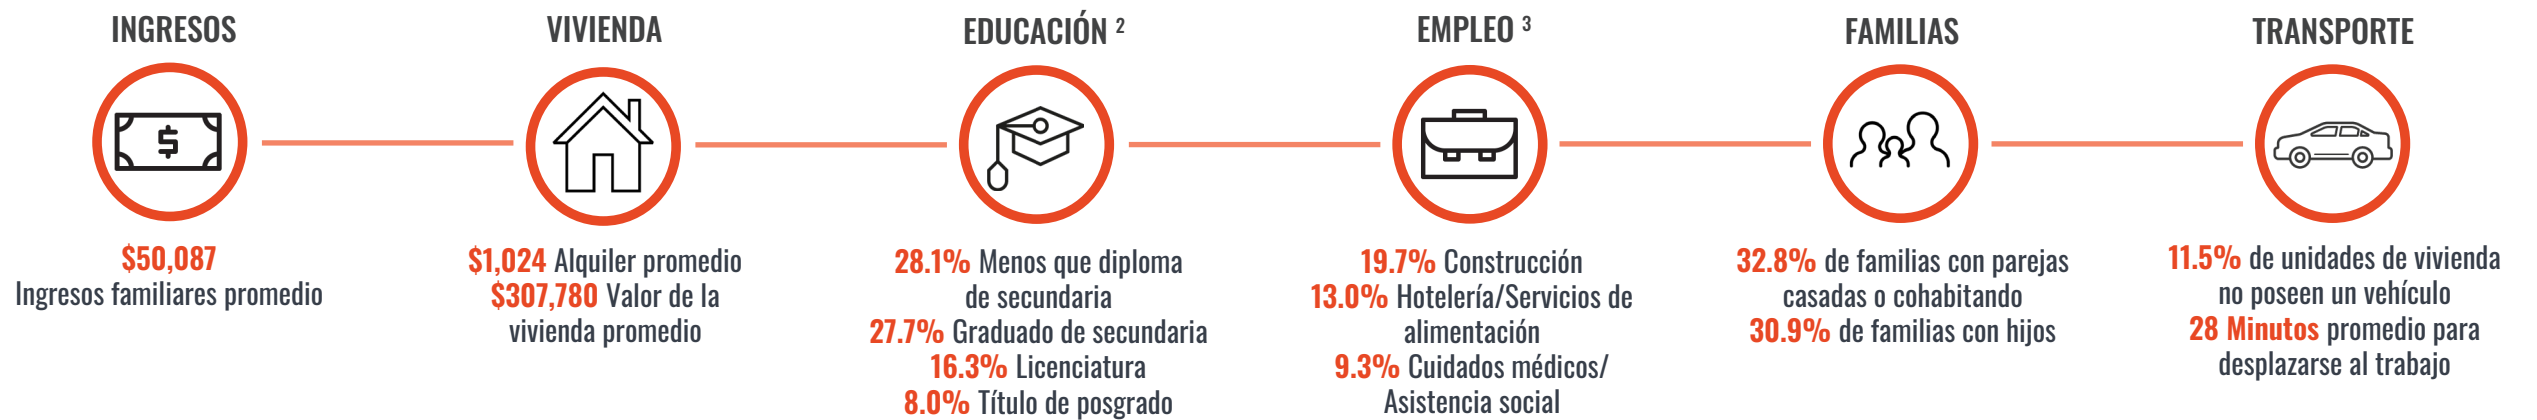 INGRESOS
$
$50,087
Ingresos familiares promedio
VIVIENDA
$1,024 Alquiler promedio
$307,780 Valor de la
vivienda promedio
EDUCACIÓN ²
28.1% Menos que diploma
de secundaria
27.7% Graduado de secundaria
16.3% Licenciatura
8.0% Título de posgrado
EMPLEO ³
19.7% Construcción
13.0% Hotelería/Servicios de
alimentación
9.3% Cuidados médicos/
Asistencia social
FAMILIAS
32.8% de familias con parejas
casadas o cohabitando
30.9% de familias con hijos
TRANSPORTE
11.5% de unidades de vivienda
no poseen un vehículo
28 Minutos promedio para
desplazarse al trabajo